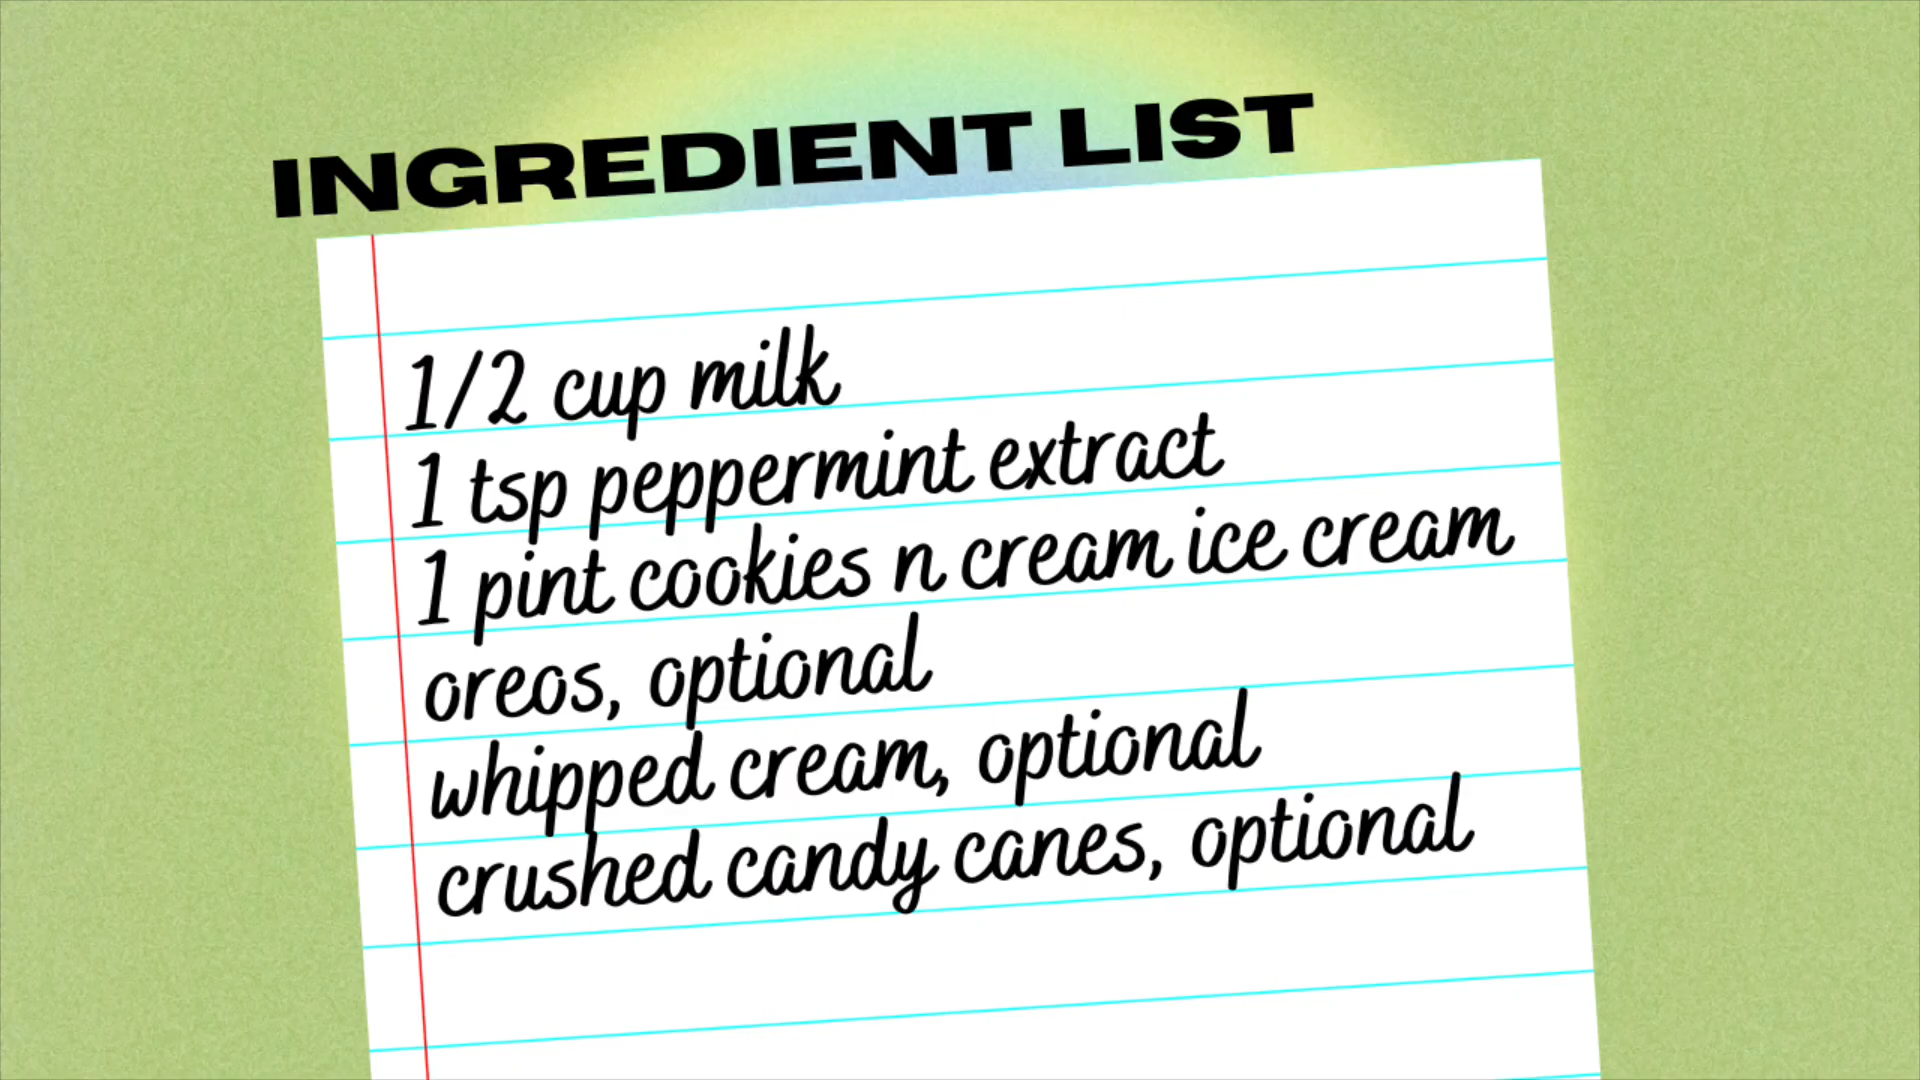 INGREDIENT LIST
1/2 cup milk
1 tsp peppermint extract
1 pint cookies n cream ice cream
oreos, optional
whipped cream, optional
crushed candy canes, optional